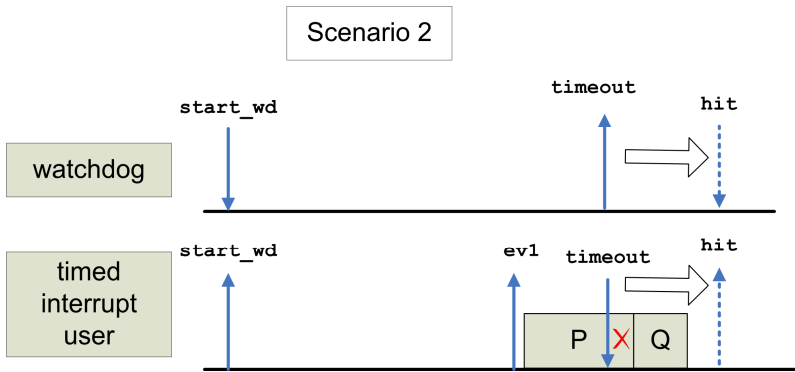 Scenario 2
timeout
start_wd
hit
watchdog
start_wd
ev1
timeout
hit
timed
interrupt
user
P
X
Q